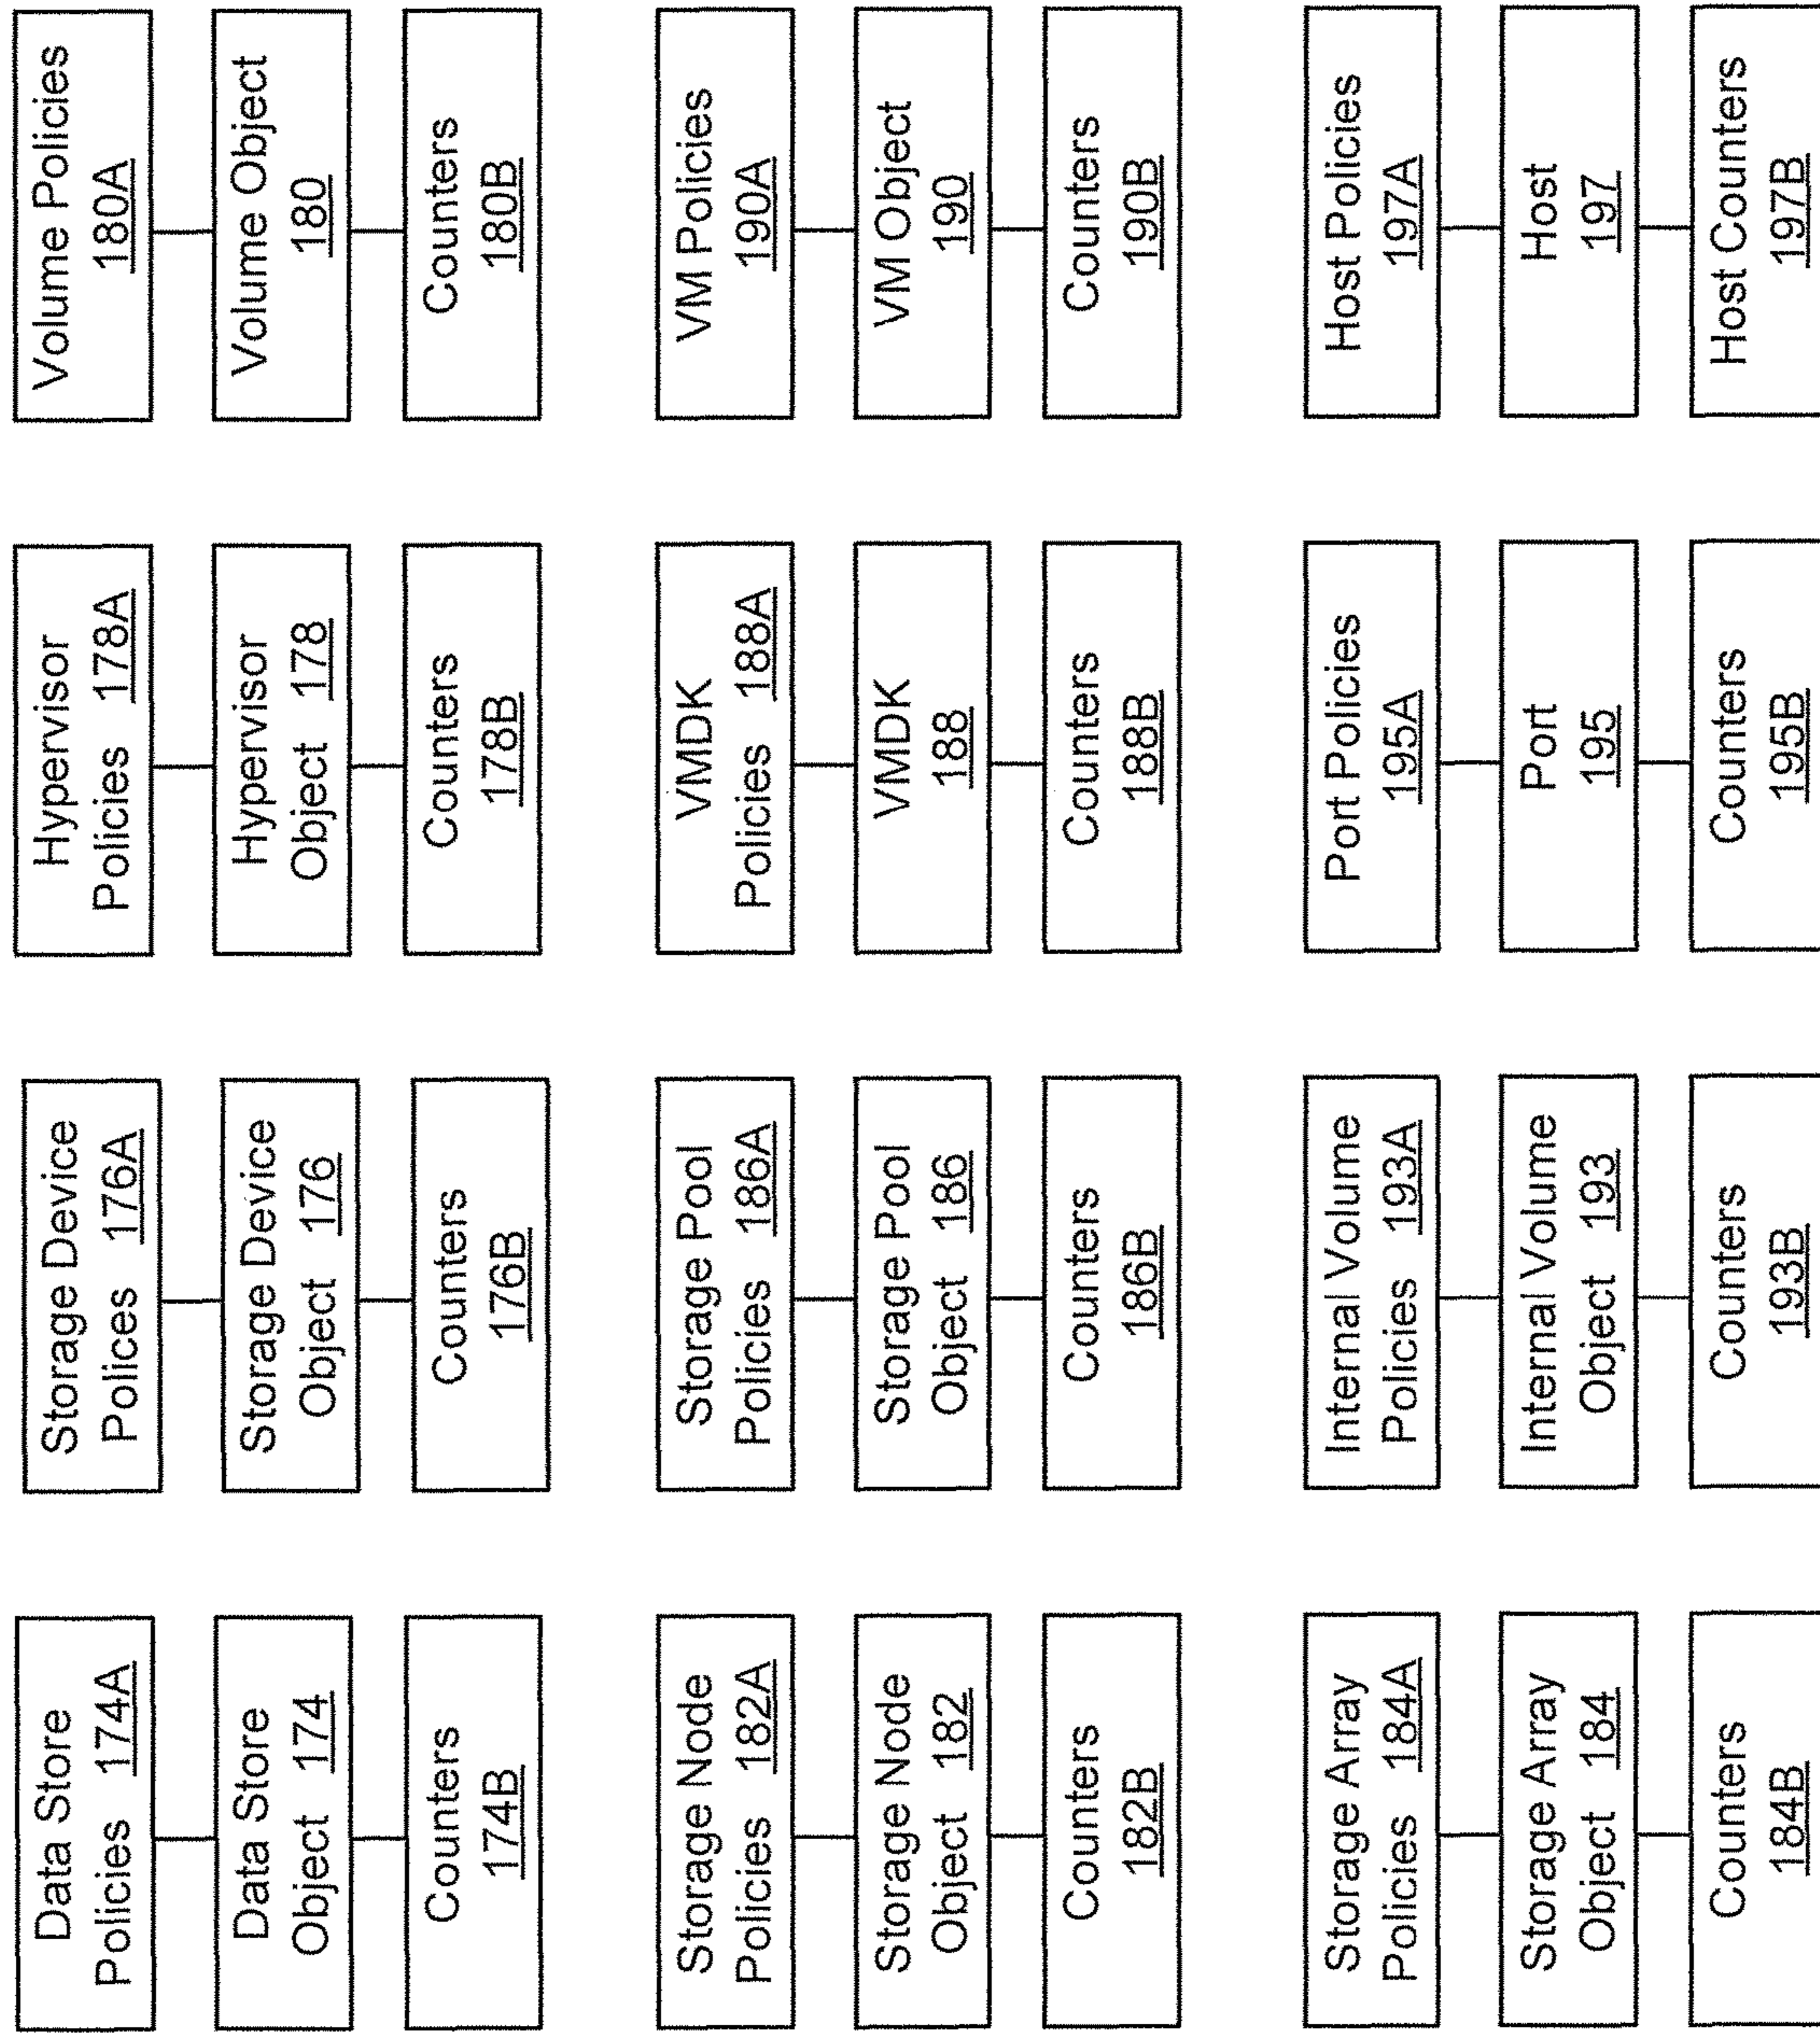 Data Store
Policies 174A
Data Store
Object 174
Counters
174B
Storage Device
Polices 176A
Storage Device
Object 176
Counters
176B
Hypervisor
Policies 178A
Hypervisor
Object 178
Counters
178B
Volume Policies
180A
Volume Object
180
Counters
180B
Storage Node
Policies 182A
Storage Node
Object 182
Counters
182B
Storage Pool
Policies 186A
Storage Pool
Object 186
Counters
186B
VMDK
Policies 188A
VMDK
188
Counters
188B
VM Policies
190A
VM Object
190
Counters
190B
Storage Array
Policies 184A
Storage Array
Object 184
Counters
184B
Internal Volume
Policies 193A
Internal Volume
Object 193
Counters
193B
Port Policies
195A
Port
195
Counters
195B
Host Policies
197A
Host
197
Host Counters
197B